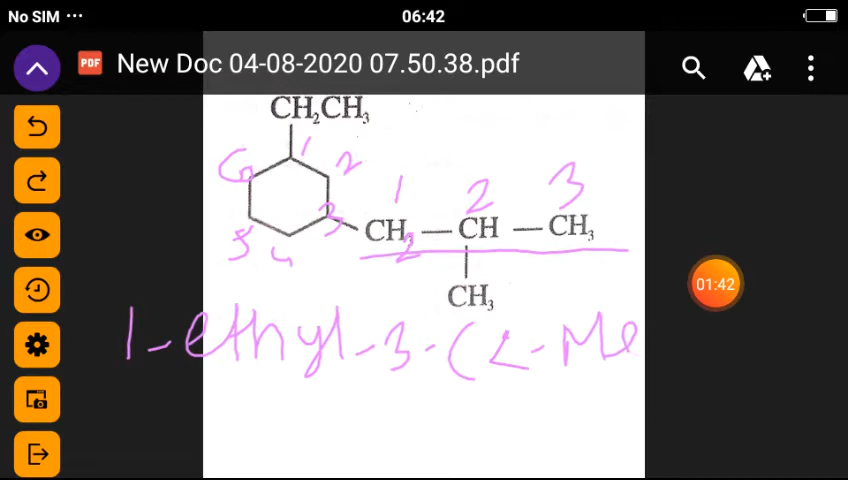 No SIM ··· 06:42
PDF New Doc 04-08-2020 07.50.38.pdf
CH₂CH₃
1
6 2
1 2 3
3 CH₂ — CH — CH₃
5 4
CH₃
1-ethyl-3-(2-Me
01:42